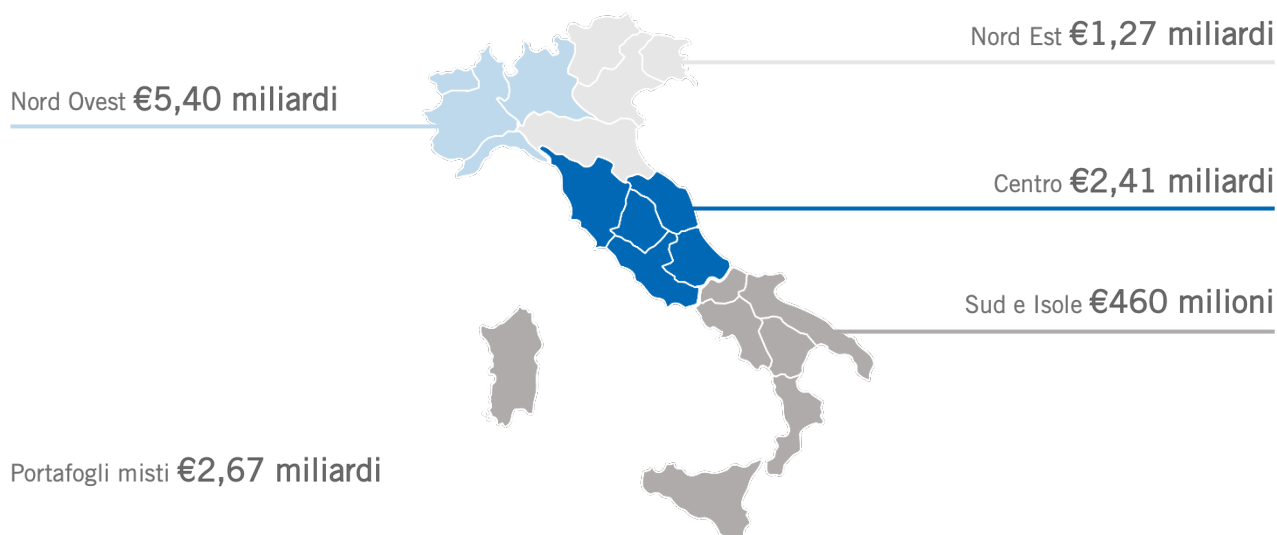 Nord Est €1,27 miliardi
Nord Ovest €5,40 miliardi
Centro €2,41 miliardi
Sud e Isole €460 milioni
Portafogli misti €2,67 miliardi